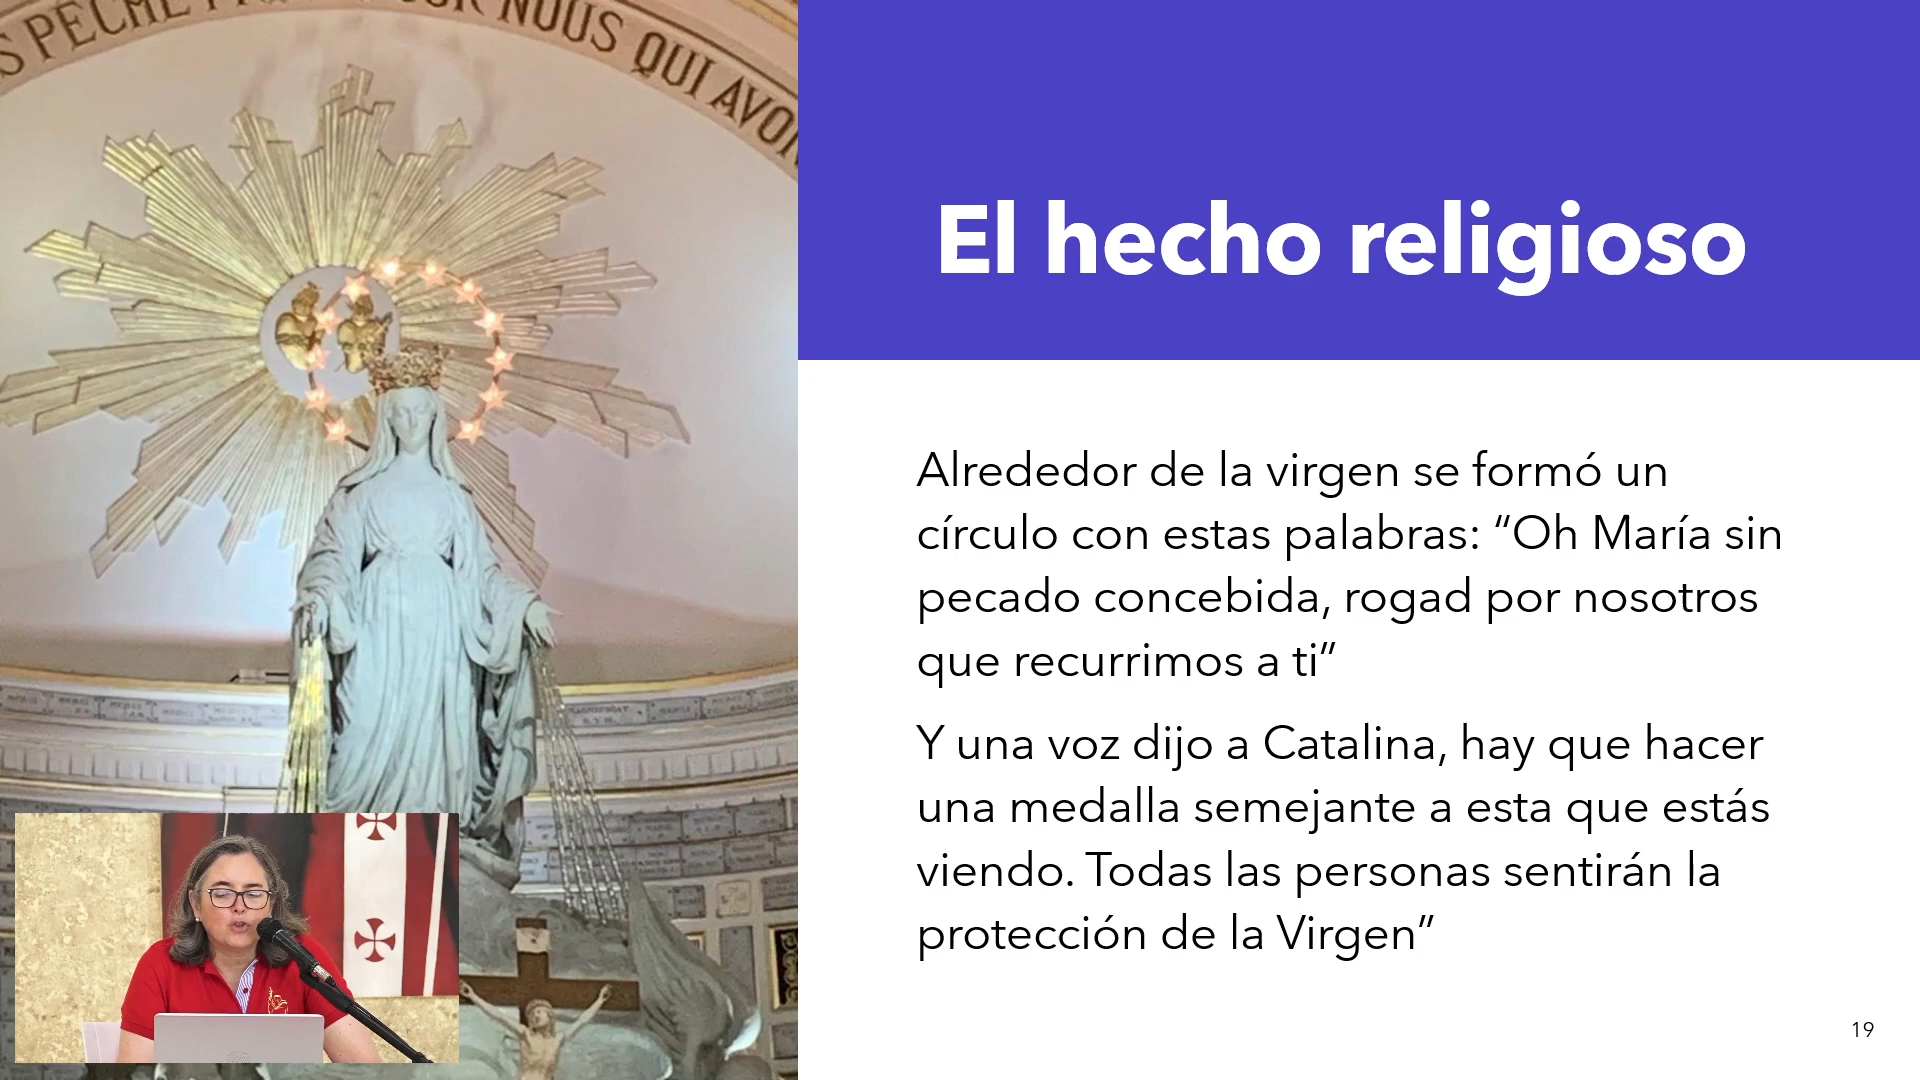 PECHE
NOUS QUI AVON
El hecho religioso
Alrededor de la virgen se formó un
círculo con estas palabras: “Oh María sin
pecado concebida, rogad por nosotros
que recurrimos a ti”
Y una voz dijo a Catalina, hay que hacer
una medalla semejante a esta que estás
viendo. Todas las personas sentirán la
protección de la Virgen”
19